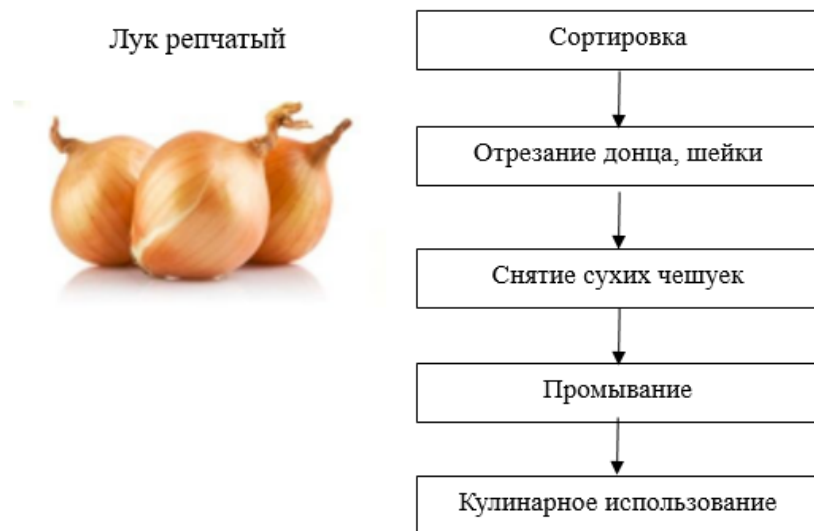 Лук репчатый
Сортировка
Отрезание донца, шейки
Снятие сухих чешуек
Промывание
Кулинарное использование